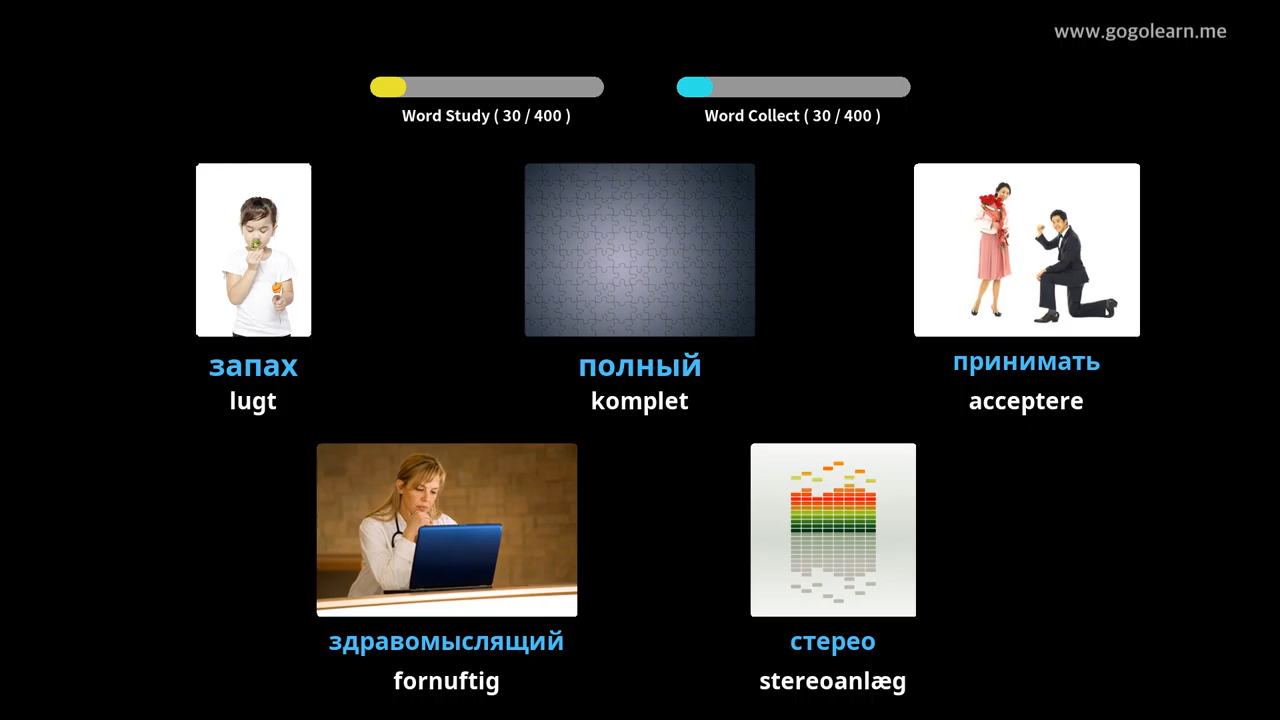 www.gogolearn.me
Word Study ( 30 / 400 )
Word Collect ( 30 / 400 )
запах
lugt
полный
komplet
принимать
acceptere
здравомыслящий
fornuftig
стерео
stereoanlæg